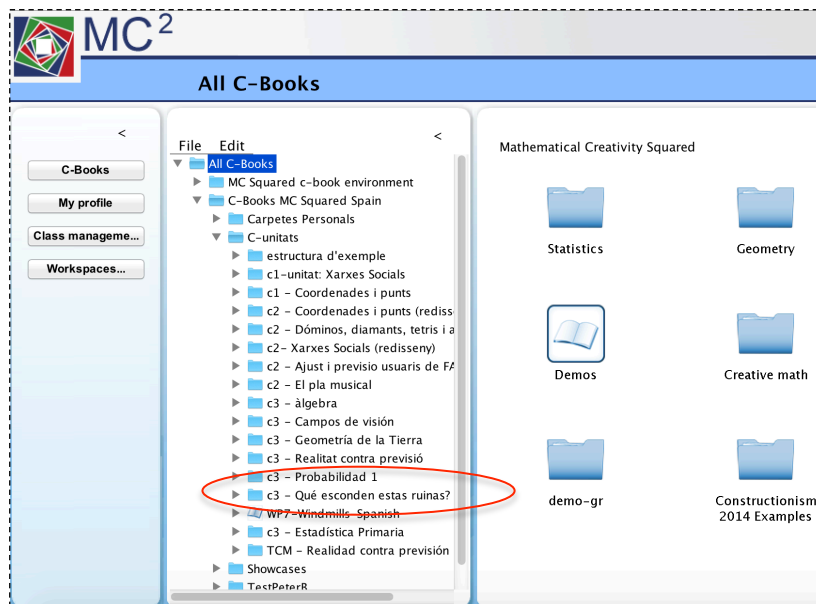 MC2
All C-Books
<
C-Books
My profile
Class manageme...
Workspaces...
<
File Edit
All C-Books
MC Squared c-book environment
C-Books MC Squared Spain
Carpetes Personals
C-unitats
estructura d'exemple
c1-unitat: Xarxes Socials
c1 - Coordenades i punts
c2 - Coordenades i punts (rediss
c2 - Dóminos, diamants, tetris i a
c2- Xarxes Socials (redisseny)
c2 - Ajust i previsio usuaris de FA
c2 - El pla musical
c3 - àlgebra
c3 - Campos de visión
c3 - Geometría de la Tierra
c3 - Realitat contra previsió
c3 - Probabilidad 1
c3 - Qué esconden estas ruinas?
WP7-Windmills-Spanish
c3 - Estadística Primaria
TCM - Realidad contra previsión
Showcases
TestPeterB
Mathematical Creativity Squared
Statistics
Geometry
Demos
Creative math
demo-gr
Constructionism
2014 Examples